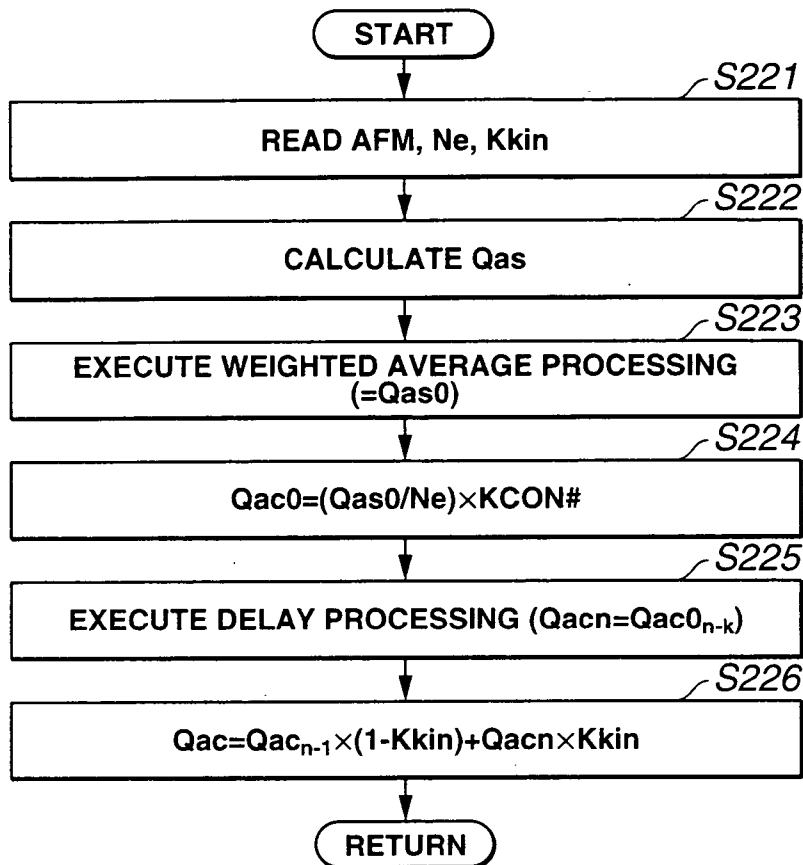 START
S221
READ AFM, Ne, Kkin
S222
CALCULATE Qas
S223
EXECUTE WEIGHTED AVERAGE PROCESSING
(=Qas0)
S224
Qac0=(Qas0/Ne)×KCON#
S225
EXECUTE DELAY PROCESSING (Qacn=Qac0n-k)
S226
Qac=Qacn-1×(1-Kkin)+Qacn×Kkin
RETURN